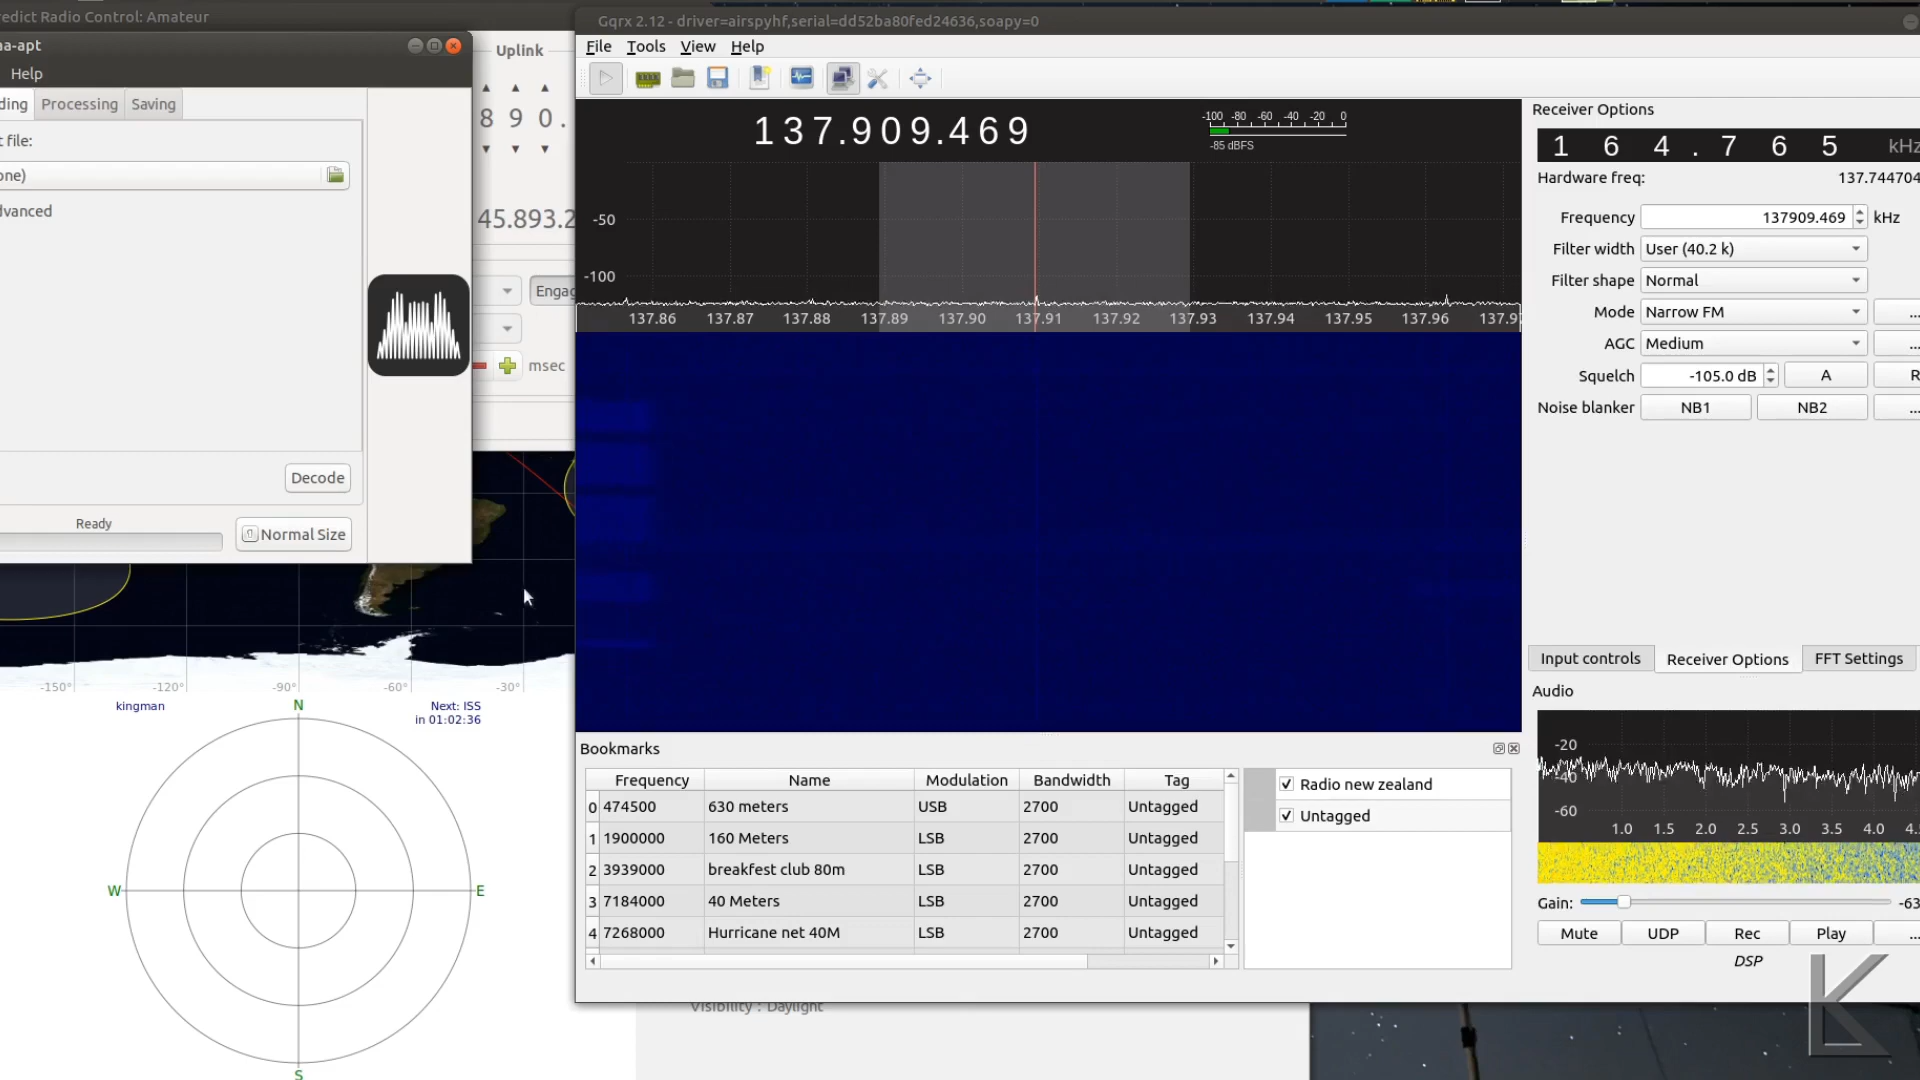 edict Radio Control: Amateur
Gqrx 2.12 - driver=airspyhf,serial=dd52ba80fed24636,soapy=0
aa-apt
Help
ding Processing Saving
t file:
one)
dvanced
Decode
Ready
Normal Size
Uplink
8 9 0 .
45.893.2
Engag
msec
File Tools View Help
137.909.469
-100 -80 -60 -40 -20 0
-85 dBFS
-50
-100
137.86 137.87 137.88 137.89 137.90 137.91 137.92 137.93 137.94 137.95 137.96 137.97
Receiver Options
164.765 kHz
Hardware freq: 137.744704
Frequency 137909.469 kHz
Filter width User (40.2 k)
Filter shape Normal
Mode Narrow FM ...
AGC Medium ...
Squelch -105.0 dB A R
Noise blanker NB1 NB2 ...
Input controls Receiver Options FFT Settings
Audio
-20
-40
-60
1.0 1.5 2.0 2.5 3.0 3.5 4.0 4.5
Gain: -63
Mute UDP Rec Play ...
DSP
-150° -120° -90° -60° -30°
kingman
Next: ISS
in 01:02:36
N
W E
S
Bookmarks
Frequency Name Modulation Bandwidth Tag
0 474500 630 meters USB 2700 Untagged
1 1900000 160 Meters LSB 2700 Untagged
2 3939000 breakfest club 80m LSB 2700 Untagged
3 7184000 40 Meters LSB 2700 Untagged
4 7268000 Hurricane net 40M LSB 2700 Untagged
Radio new zealand
Untagged
Visibility : Daylight
K